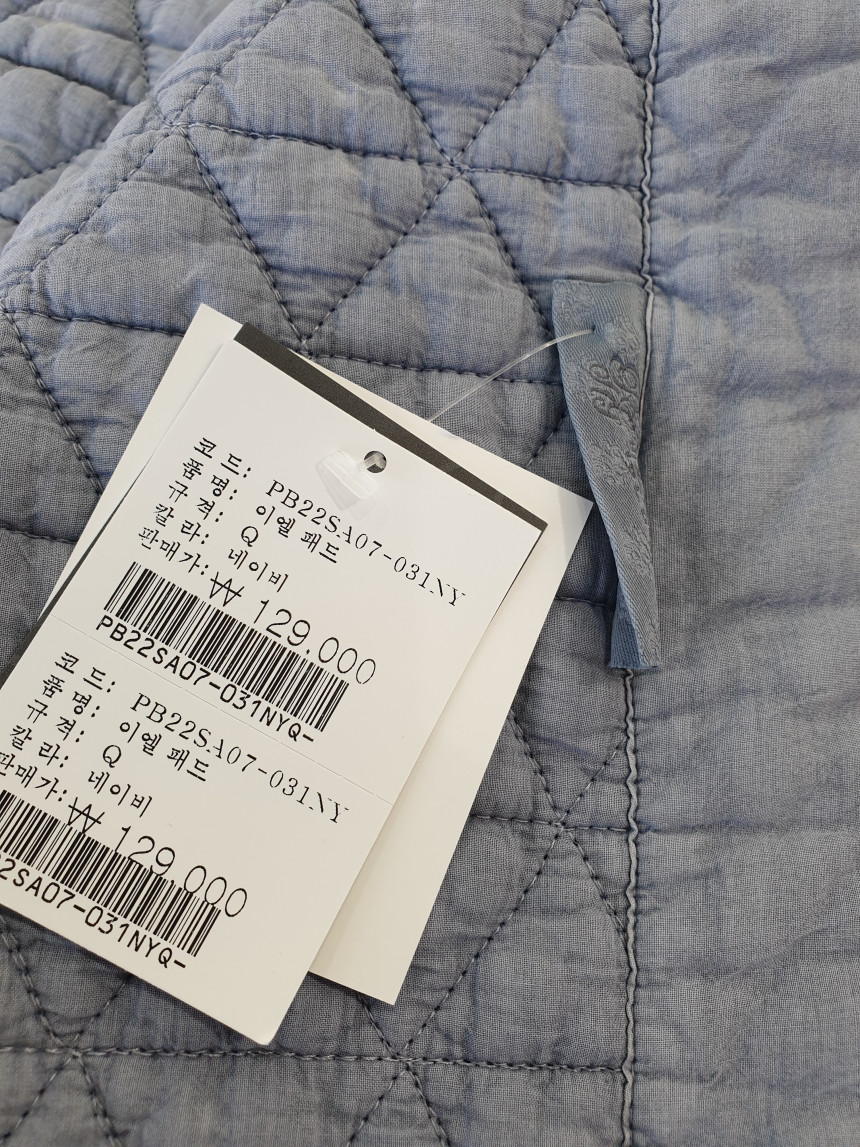 코 드: PB22SA07-031NY
품 명: 이엘 패드
규 격: Q
칼 라: 네이비
판매가: ₩ 129,000
PB22SA07-031NYQ-
코 드: PB22SA07-031NY
품 명: 이엘 패드
규 격: Q
칼 라: 네이비
판매가: ₩ 129,000
22SA07-031NYQ-